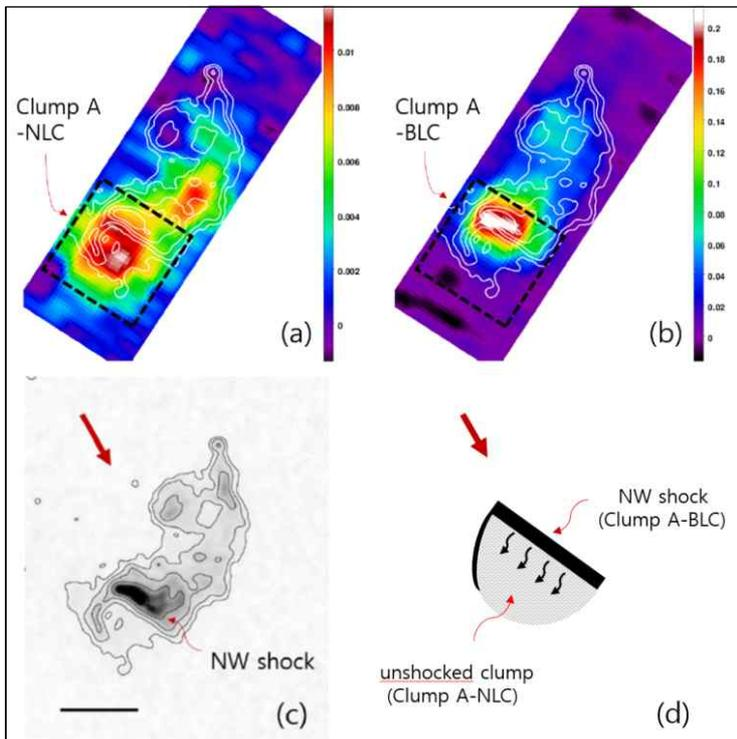 Clump A
-NLC
(a)
0.01
0.008
0.006
0.004
0.002
0
Clump A
-BLC
(b)
0.2
0.18
0.16
0.14
0.12
0.1
0.08
0.06
0.04
0.02
0
NW shock
(c)
NW shock
(Clump A-BLC)
unshocked clump
(Clump A-NLC)
(d)